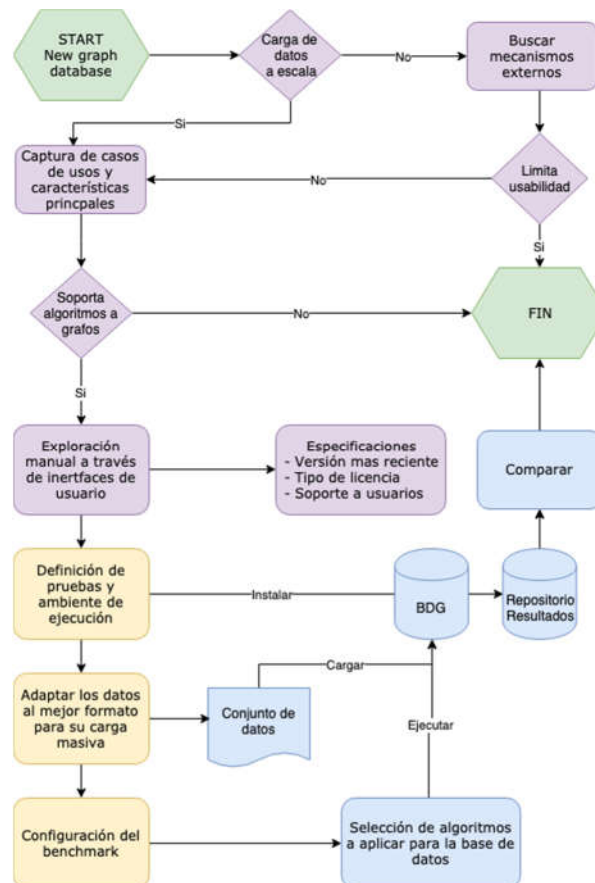 START
New graph
database
Carga de
datos
a escala
No
Buscar
mecanismos
externos
Si
Captura de casos
de usos y
características
princpales
No
Limita
usabilidad
Si
Soporta
algoritmos a
grafos
No
FIN
Si
Exploración
manual a través
de inertfaces de
usuario
Especificaciones
- Versión mas reciente
- Tipo de licencia
- Soporte a usuarios
Comparar
Definición de
pruebas y
ambiente de
ejecución
Instalar
BDG
Repositorio
Resultados
Cargar
Adaptar los datos
al mejor formato
para su carga
masiva
Conjunto de
datos
Ejecutar
Configuración del
benchmark
Selección de algoritmos
a aplicar para la base de
datos